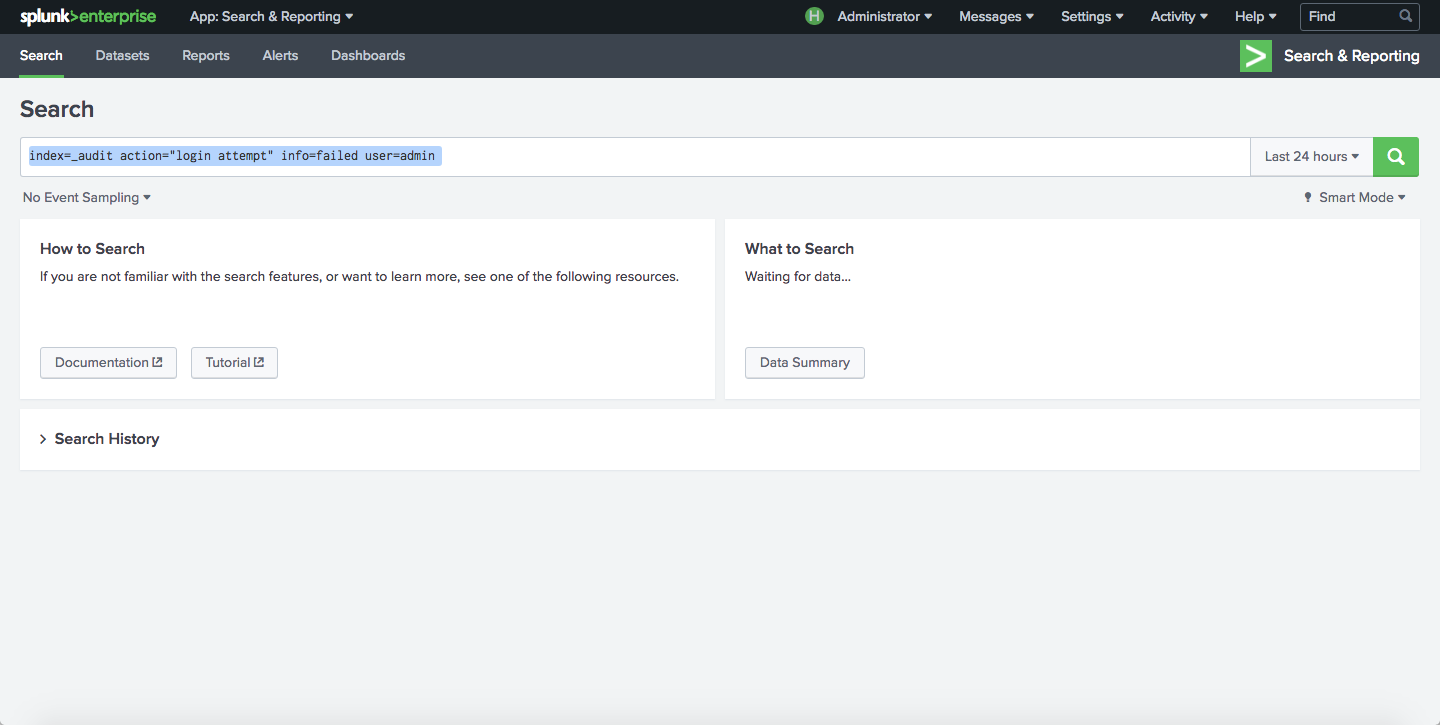 splunk>enterprise App: Search & Reporting H Administrator Messages Settings Activity Help Find
Search Datasets Reports Alerts Dashboards > Search & Reporting
Search
index=_audit action="login attempt" info=failed user=admin Last 24 hours
No Event Sampling Smart Mode
How to Search
If you are not familiar with the search features, or want to learn more, see one of the following resources.
Documentation Tutorial
What to Search
Waiting for data...
Data Summary
Search History